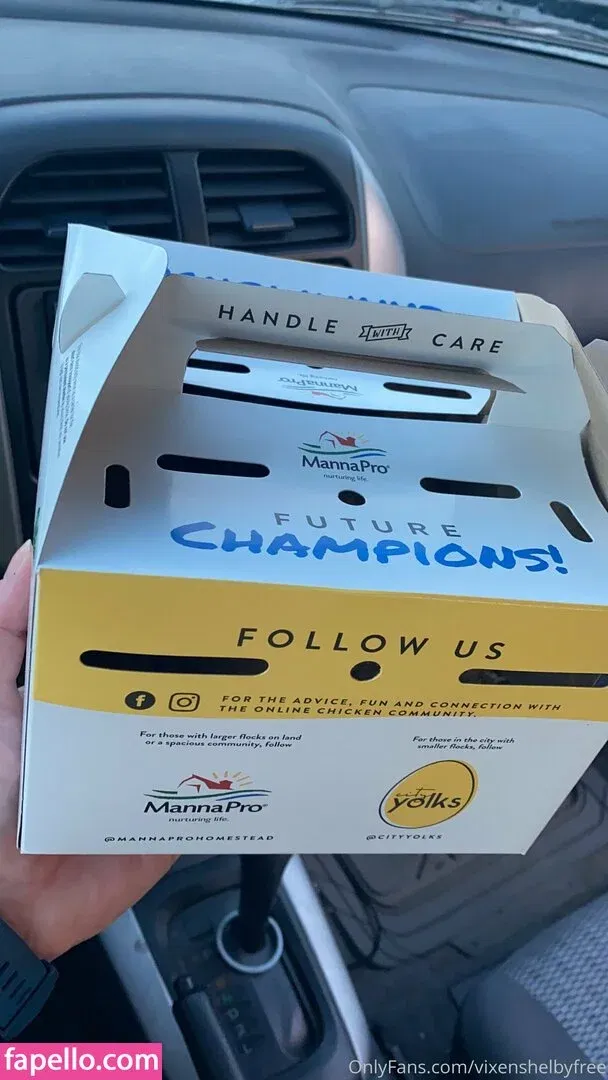 HANDLE WITH CARE
MannaPro
MannaPro®
nurturing life.
FUTURE
CHAMPIONS!
FOLLOW US
f
FOR THE ADVICE, FUN AND CONNECTION WITH
THE ONLINE CHICKEN COMMUNITY.
For those with larger flocks on land
or a spacious community, follow
For those in the city with
smaller flocks, follow
MannaPro®
nurturing life.
city
yolks
@MANNAPROHOMESTEAD
@CITYYOLKS
fapello.com
OnlyFans.com/vixenshelbyfree